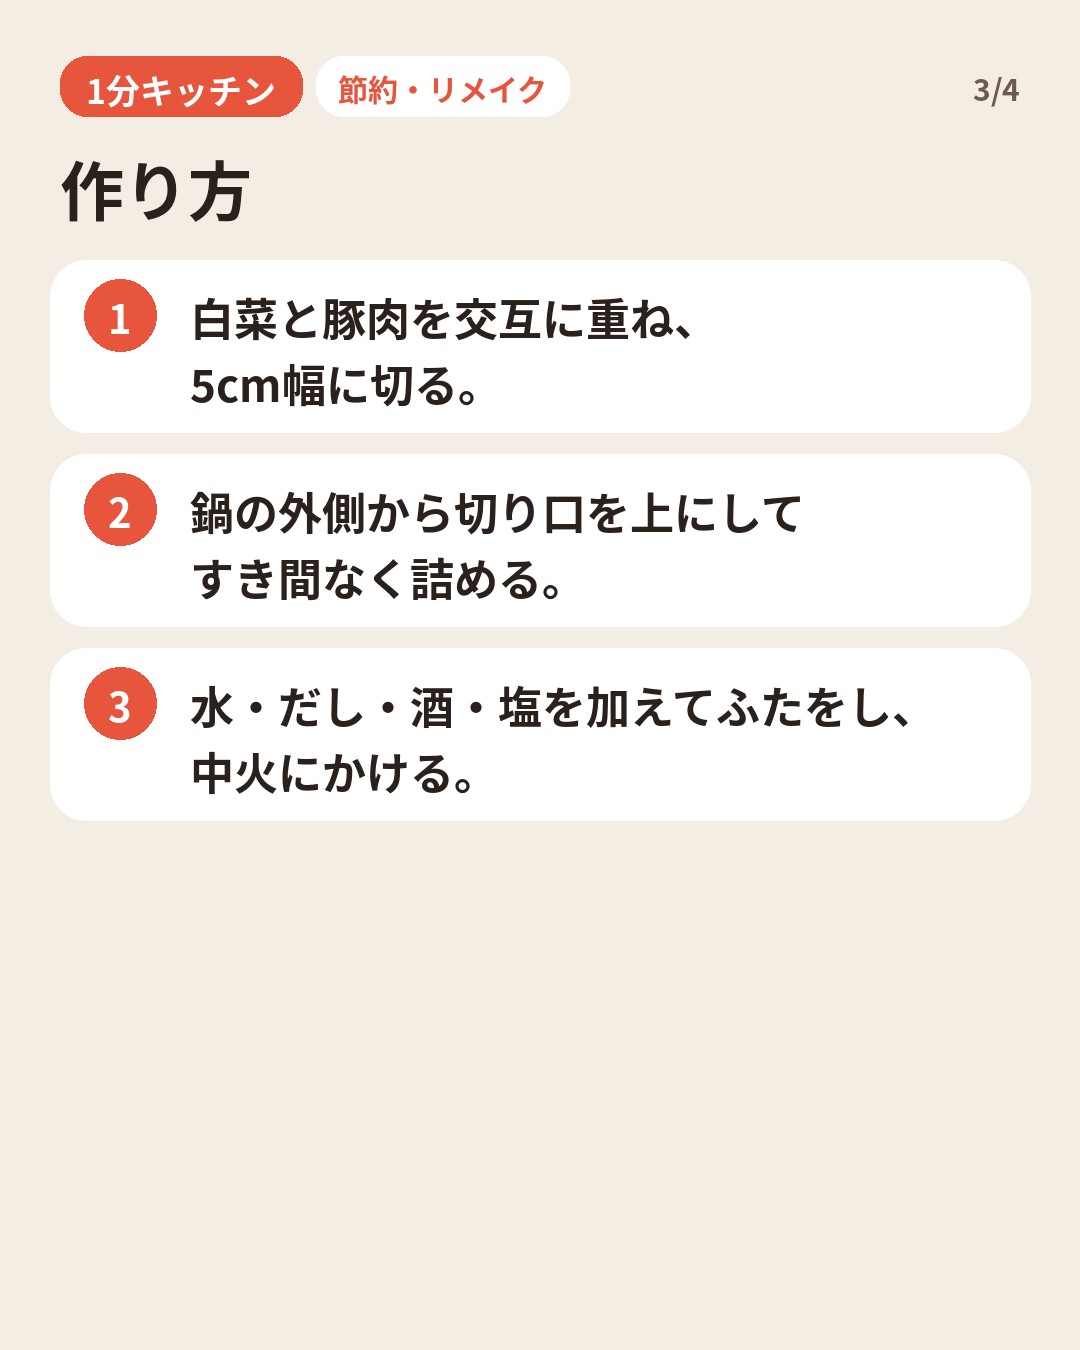 1分キッチン 節約・リメイク 3/4
作り方
1 白菜と豚肉を交互に重ね、
5cm幅に切る。
2 鍋の外側から切り口を上にして
すき間なく詰める。
3 水・だし・酒・塩を加えてふたをし、
中火にかける。